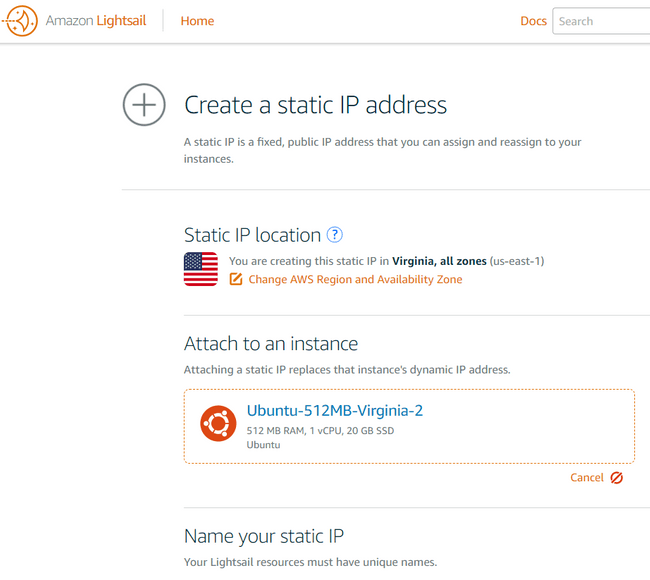 Amazon Lightsail
Home
Docs
Search
Create a static IP address
A static IP is a fixed, public IP address that you can assign and reassign to your
instances.
Static IP location ?
You are creating this static IP in Virginia, all zones (us-east-1)
Change AWS Region and Availability Zone
Attach to an instance
Attaching a static IP replaces that instance's dynamic IP address.
Ubuntu-512MB-Virginia-2
512 MB RAM, 1 vCPU, 20 GB SSD
Ubuntu
Cancel
Name your static IP
Your Lightsail resources must have unique names.